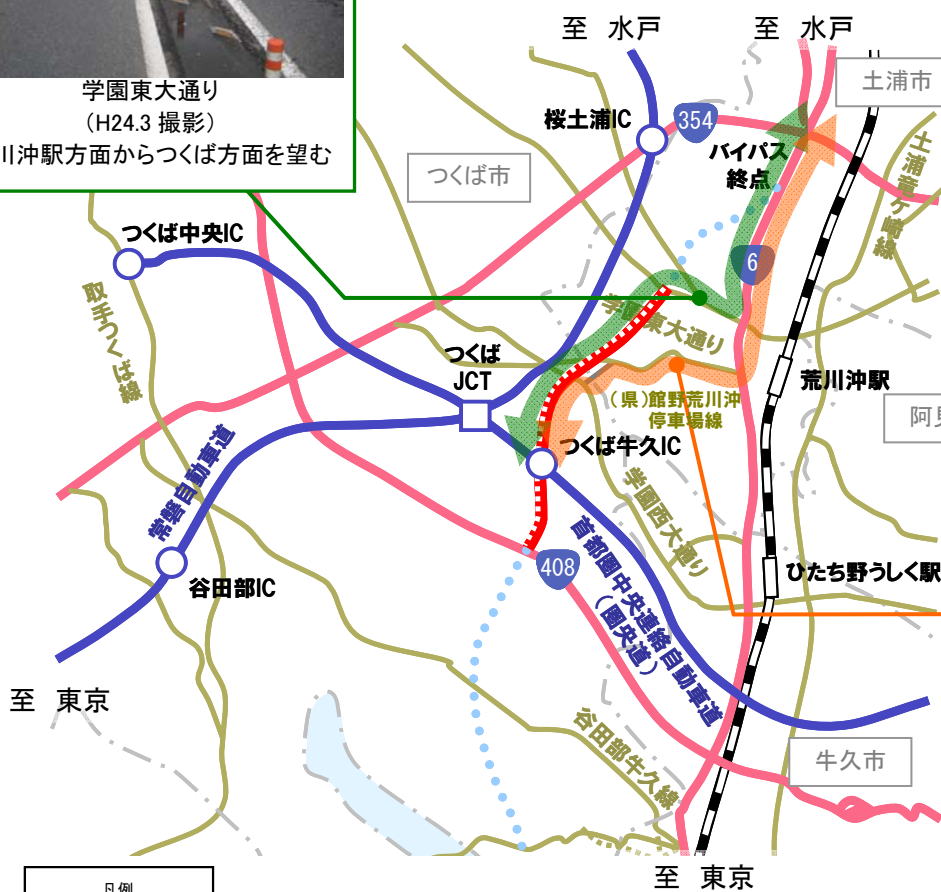 学園東大通り
（H24.3 撮影）
川沖駅方面からつくば方面を望む
至 水戸
至 水戸
土浦市
桜土浦IC
354
バイパス
終点
土浦竜ケ崎線
つくば市
つくば中央IC
6
取手つくば線
学園東大通り
つくば
JCT
荒川沖駅
（県）館野荒川沖
停車場線
阿見
つくば牛久IC
常磐自動車道
学園西大通り
首都圏中央連絡自動車道
（圏央道）
408
谷田部IC
ひたち野うしく駅
至 東京
谷田部牛久線
牛久市
至 東京
凡例